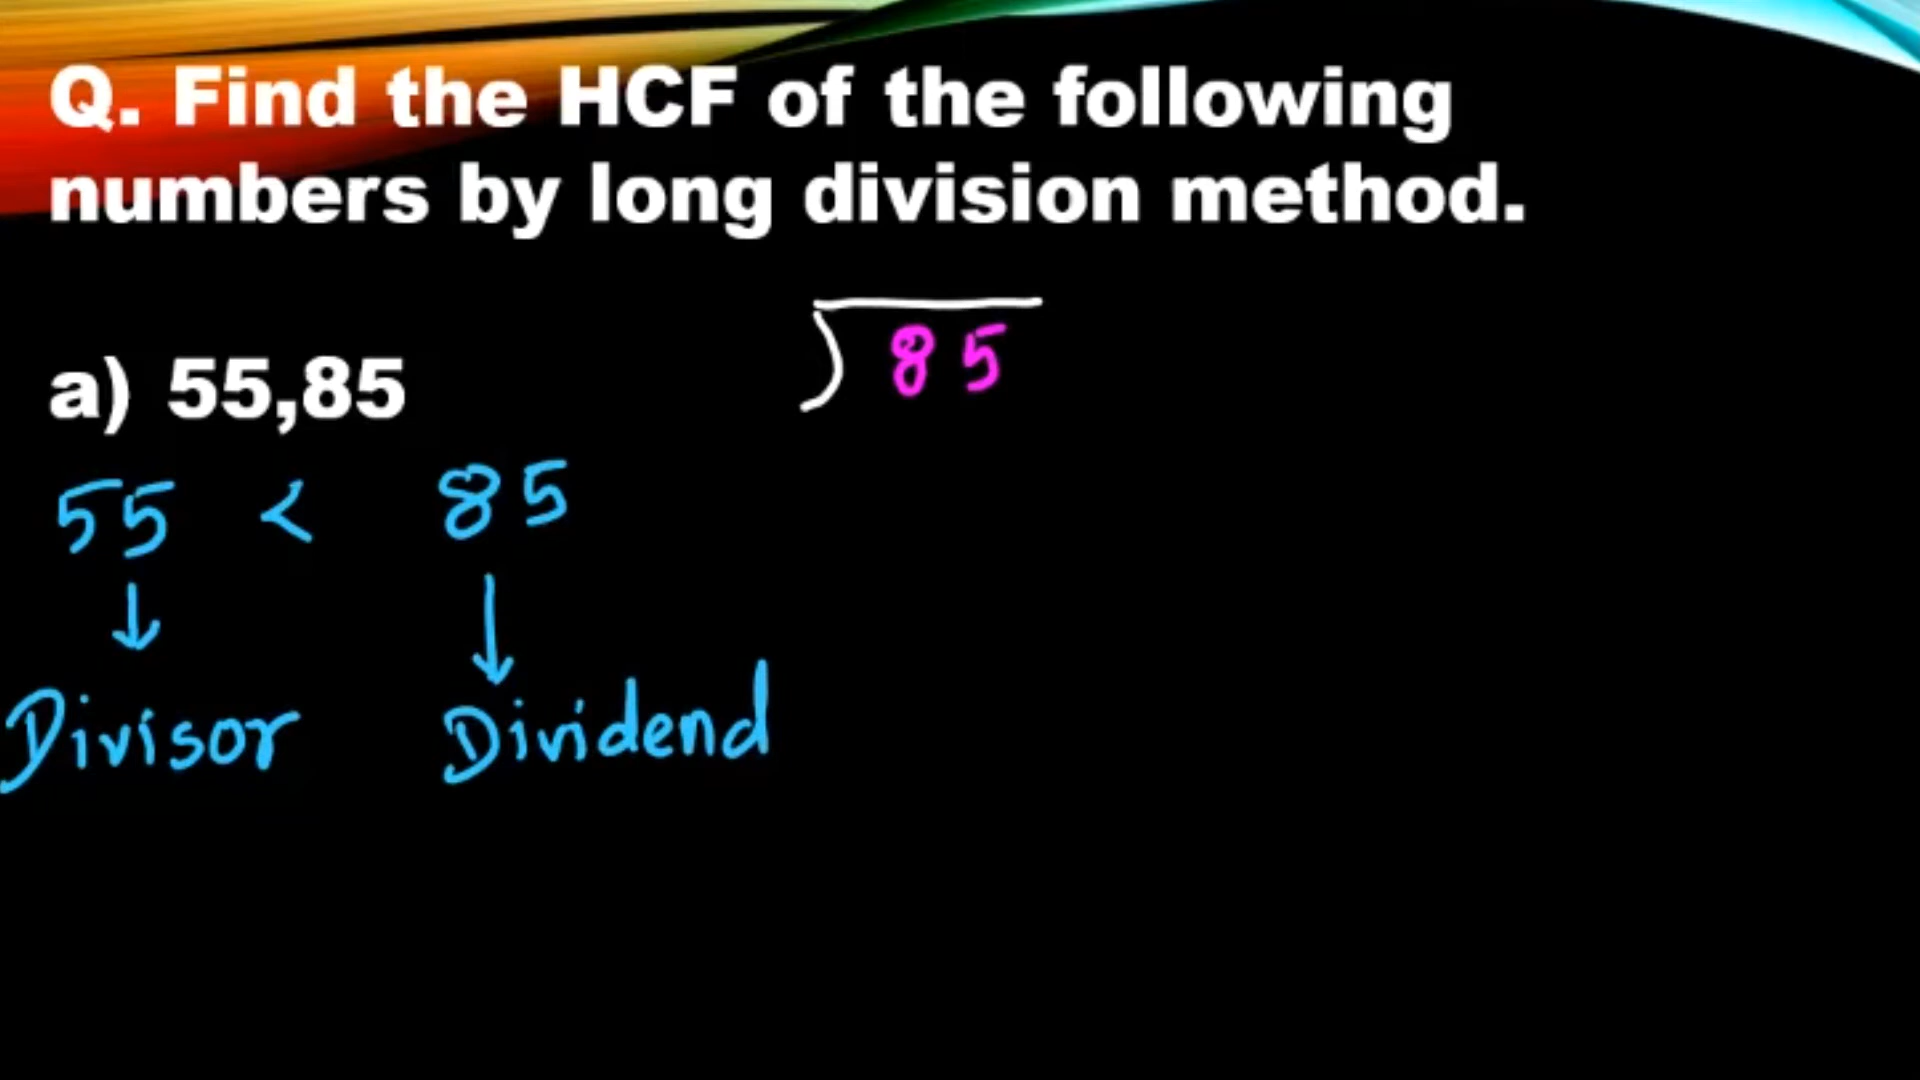 Q. Find the HCF of the following
numbers by long division method.
85
a) 55,85
55 < 85
Divisor Dividend